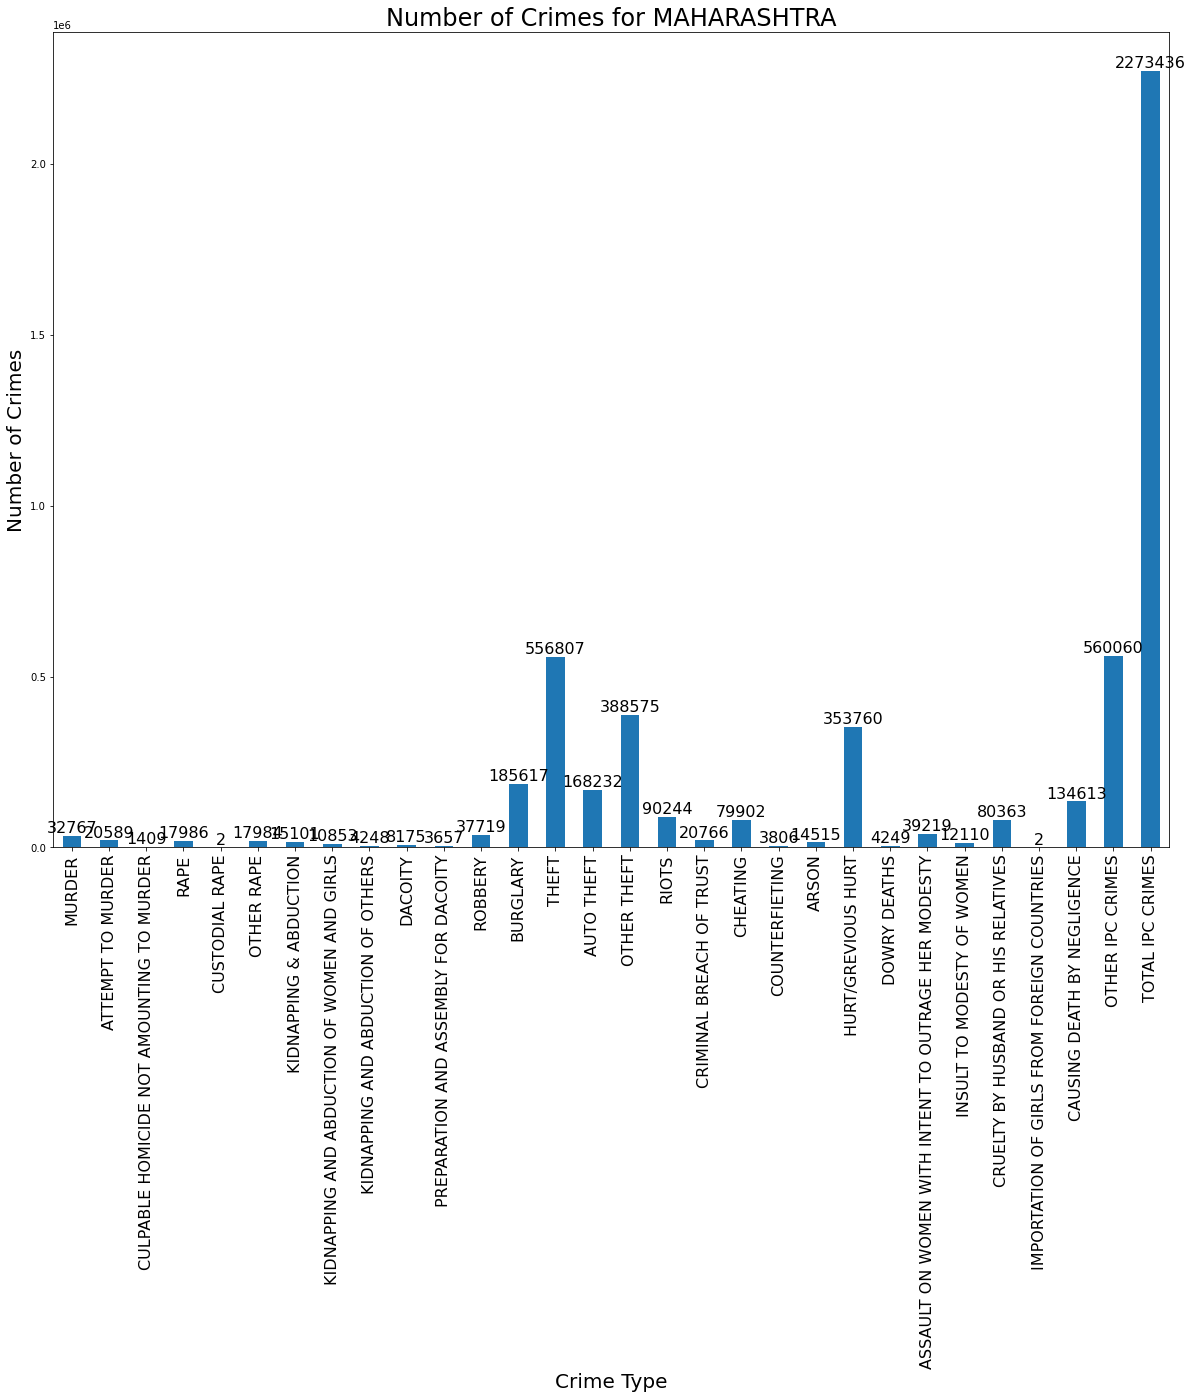 Number of Crimes for MAHARASHTRA
1e6
Number of Crimes
2.0
1.5
1.0
0.5
0.0
32767
20589
1409
17986
2
17984
15101
10853
4248
8175
3657
37719
185617
556807
168232
388575
90244
20766
79902
3806
14515
353760
4249
39219
12110
80363
2
134613
560060
2273436
MURDER
ATTEMPT TO MURDER
CULPABLE HOMICIDE NOT AMOUNTING TO MURDER
RAPE
CUSTODIAL RAPE
OTHER RAPE
KIDNAPPING & ABDUCTION
KIDNAPPING AND ABDUCTION OF WOMEN AND GIRLS
KIDNAPPING AND ABDUCTION OF OTHERS
DACOITY
PREPARATION AND ASSEMBLY FOR DACOITY
ROBBERY
BURGLARY
THEFT
AUTO THEFT
OTHER THEFT
RIOTS
CRIMINAL BREACH OF TRUST
CHEATING
COUNTERFIETING
ARSON
HURT/GREVIOUS HURT
DOWRY DEATHS
ASSAULT ON WOMEN WITH INTENT TO OUTRAGE HER MODESTY
INSULT TO MODESTY OF WOMEN
CRUELTY BY HUSBAND OR HIS RELATIVES
IMPORTATION OF GIRLS FROM FOREIGN COUNTRIES
CAUSING DEATH BY NEGLIGENCE
OTHER IPC CRIMES
TOTAL IPC CRIMES
Crime Type